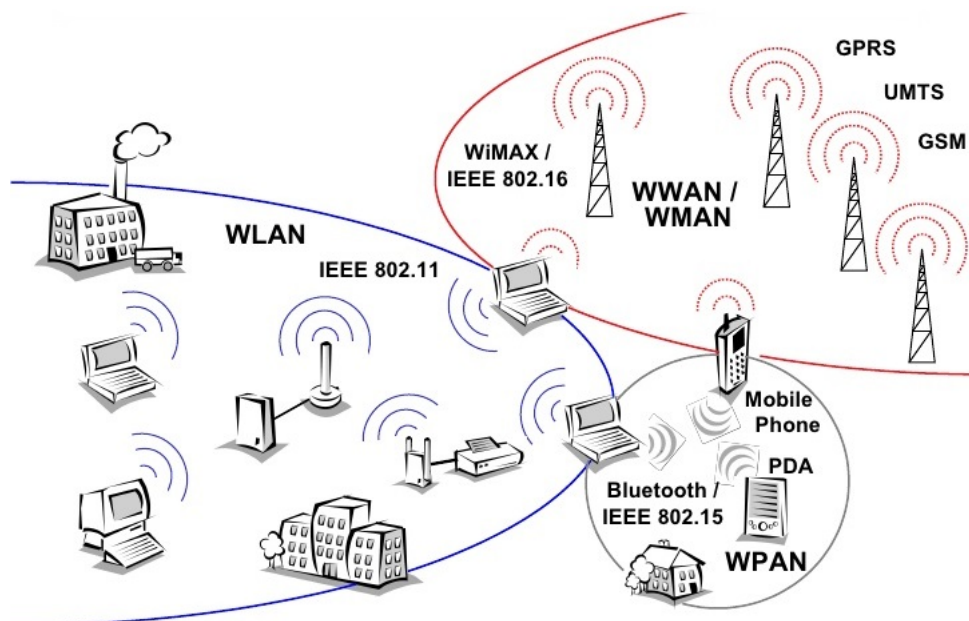 GPRS
UMTS
GSM
WiMAX /
IEEE 802.16
WWAN /
WMAN
WLAN
IEEE 802.11
Mobile
Phone
PDA
Bluetooth /
IEEE 802.15
WPAN